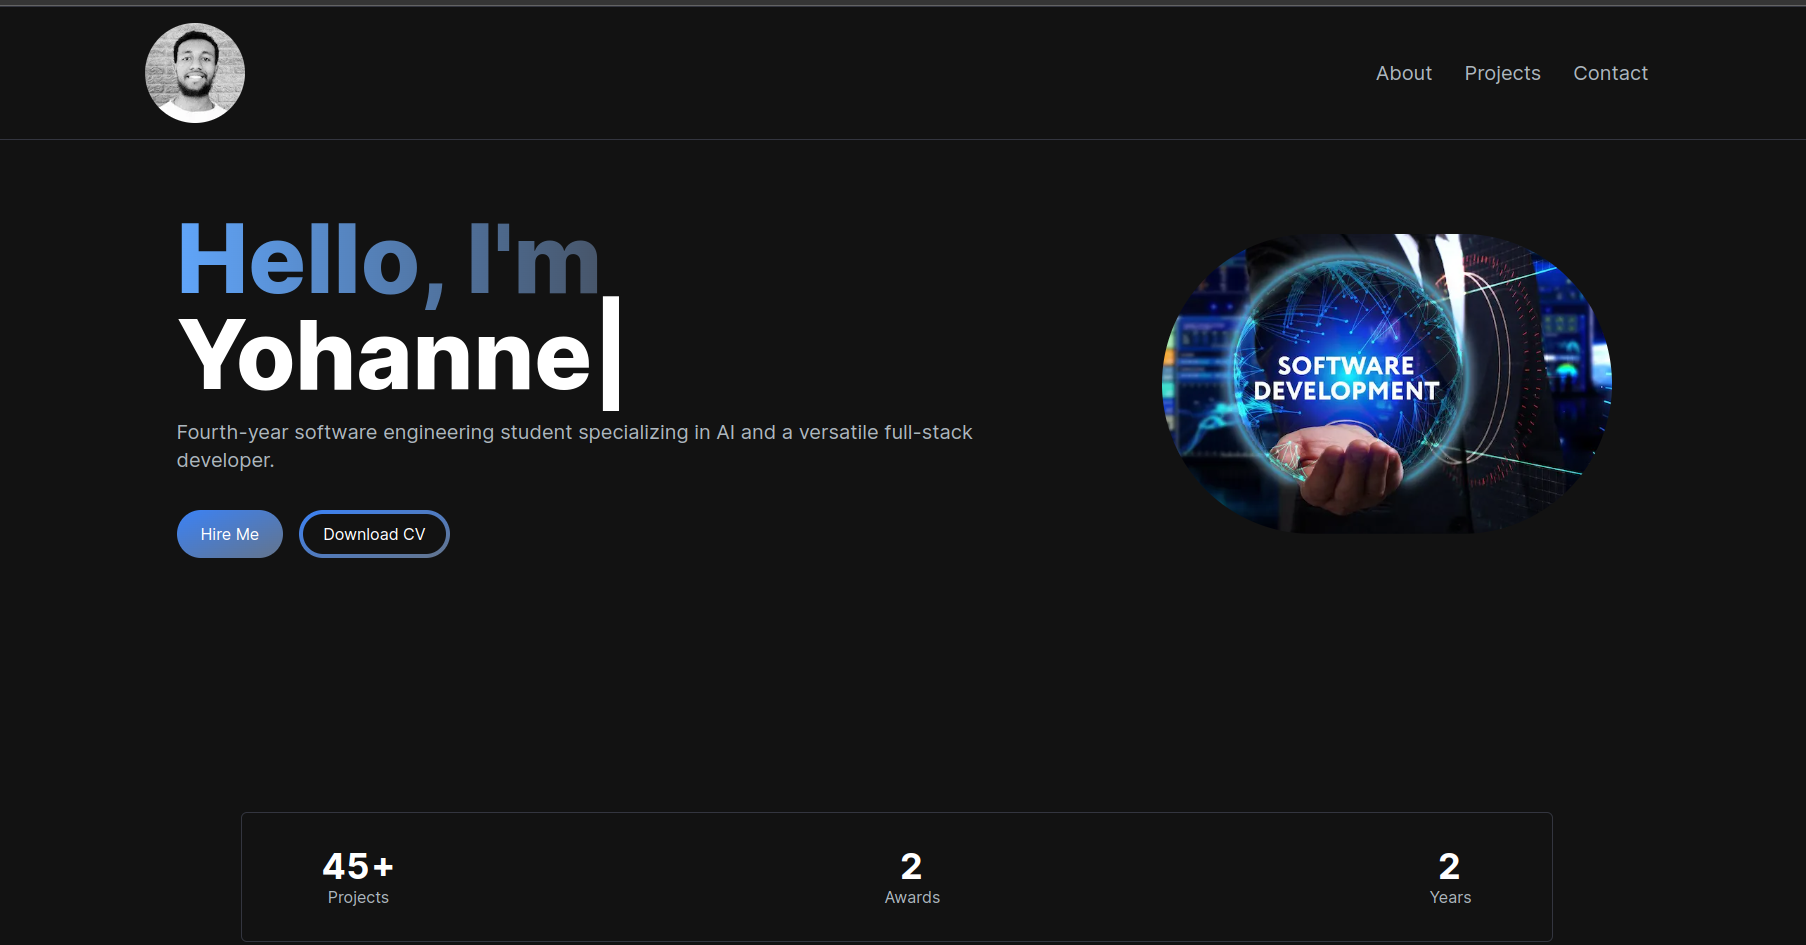 About Projects Contact
Hello, I'm
Yohanne
Fourth-year software engineering student specializing in AI and a versatile full-stack
developer.
Hire Me Download CV
SOFTWARE
DEVELOPMENT
45+ 2 2
Projects Awards Years